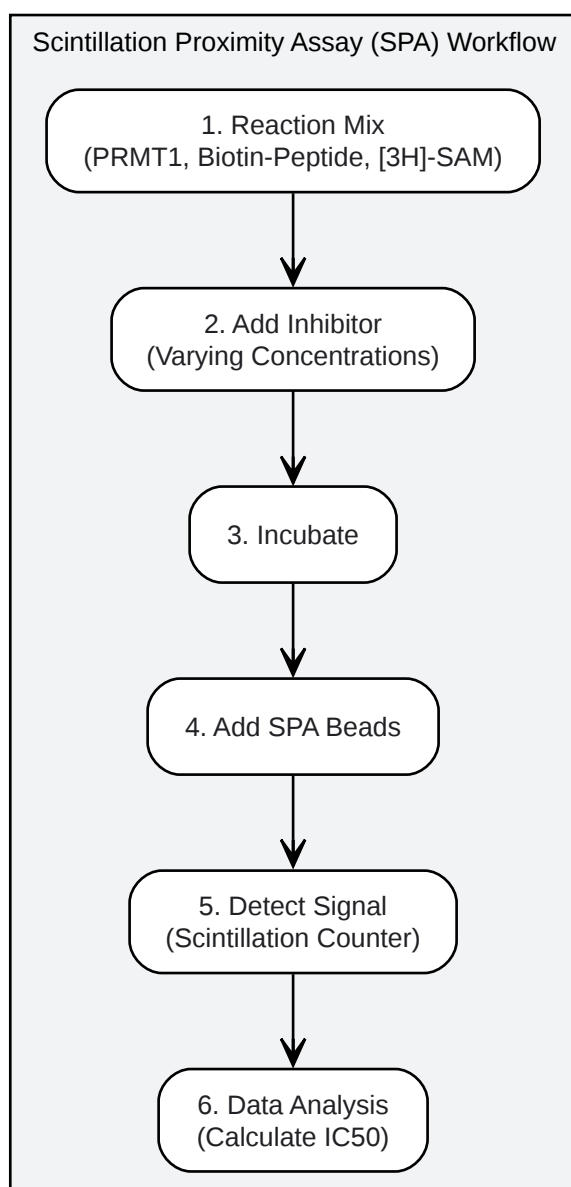 Scintillation Proximity Assay (SPA) Workflow
1. Reaction Mix
(PRMT1, Biotin-Peptide, [3H]-SAM)
2. Add Inhibitor
(Varying Concentrations)
3. Incubate
4. Add SPA Beads
5. Detect Signal
(Scintillation Counter)
6. Data Analysis
(Calculate IC50)